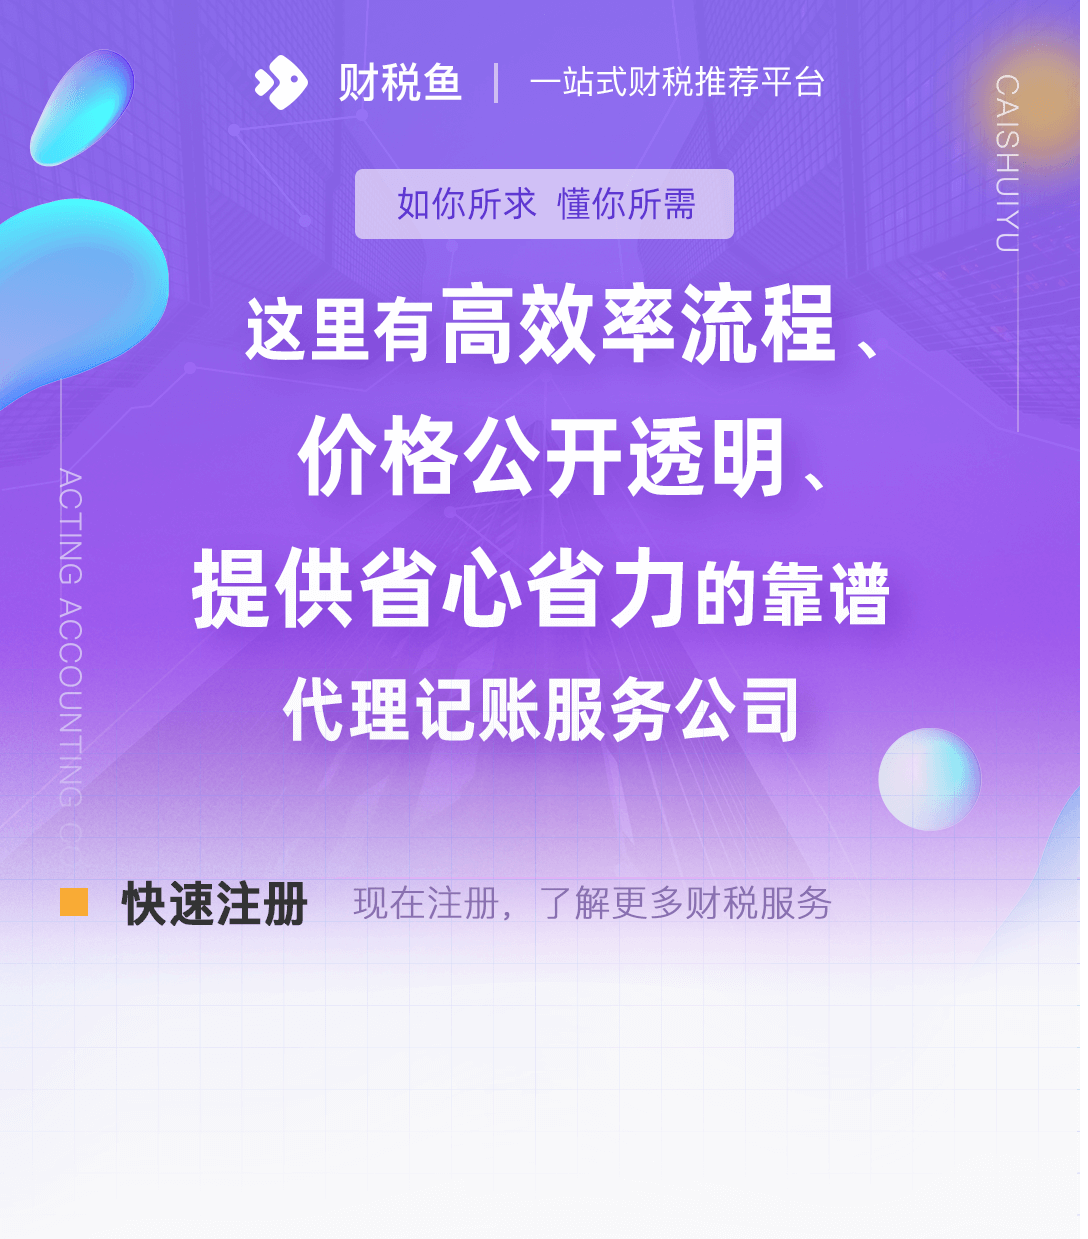 财税鱼 | 一站式财税推荐平台
CAISHUIYU
如你所求 懂你所需
这里有高效率流程、
价格公开透明、
提供省心省力的靠谱
代理记账服务公司
ACTING ACCOUNTING
快速注册 现在注册，了解更多财税服务